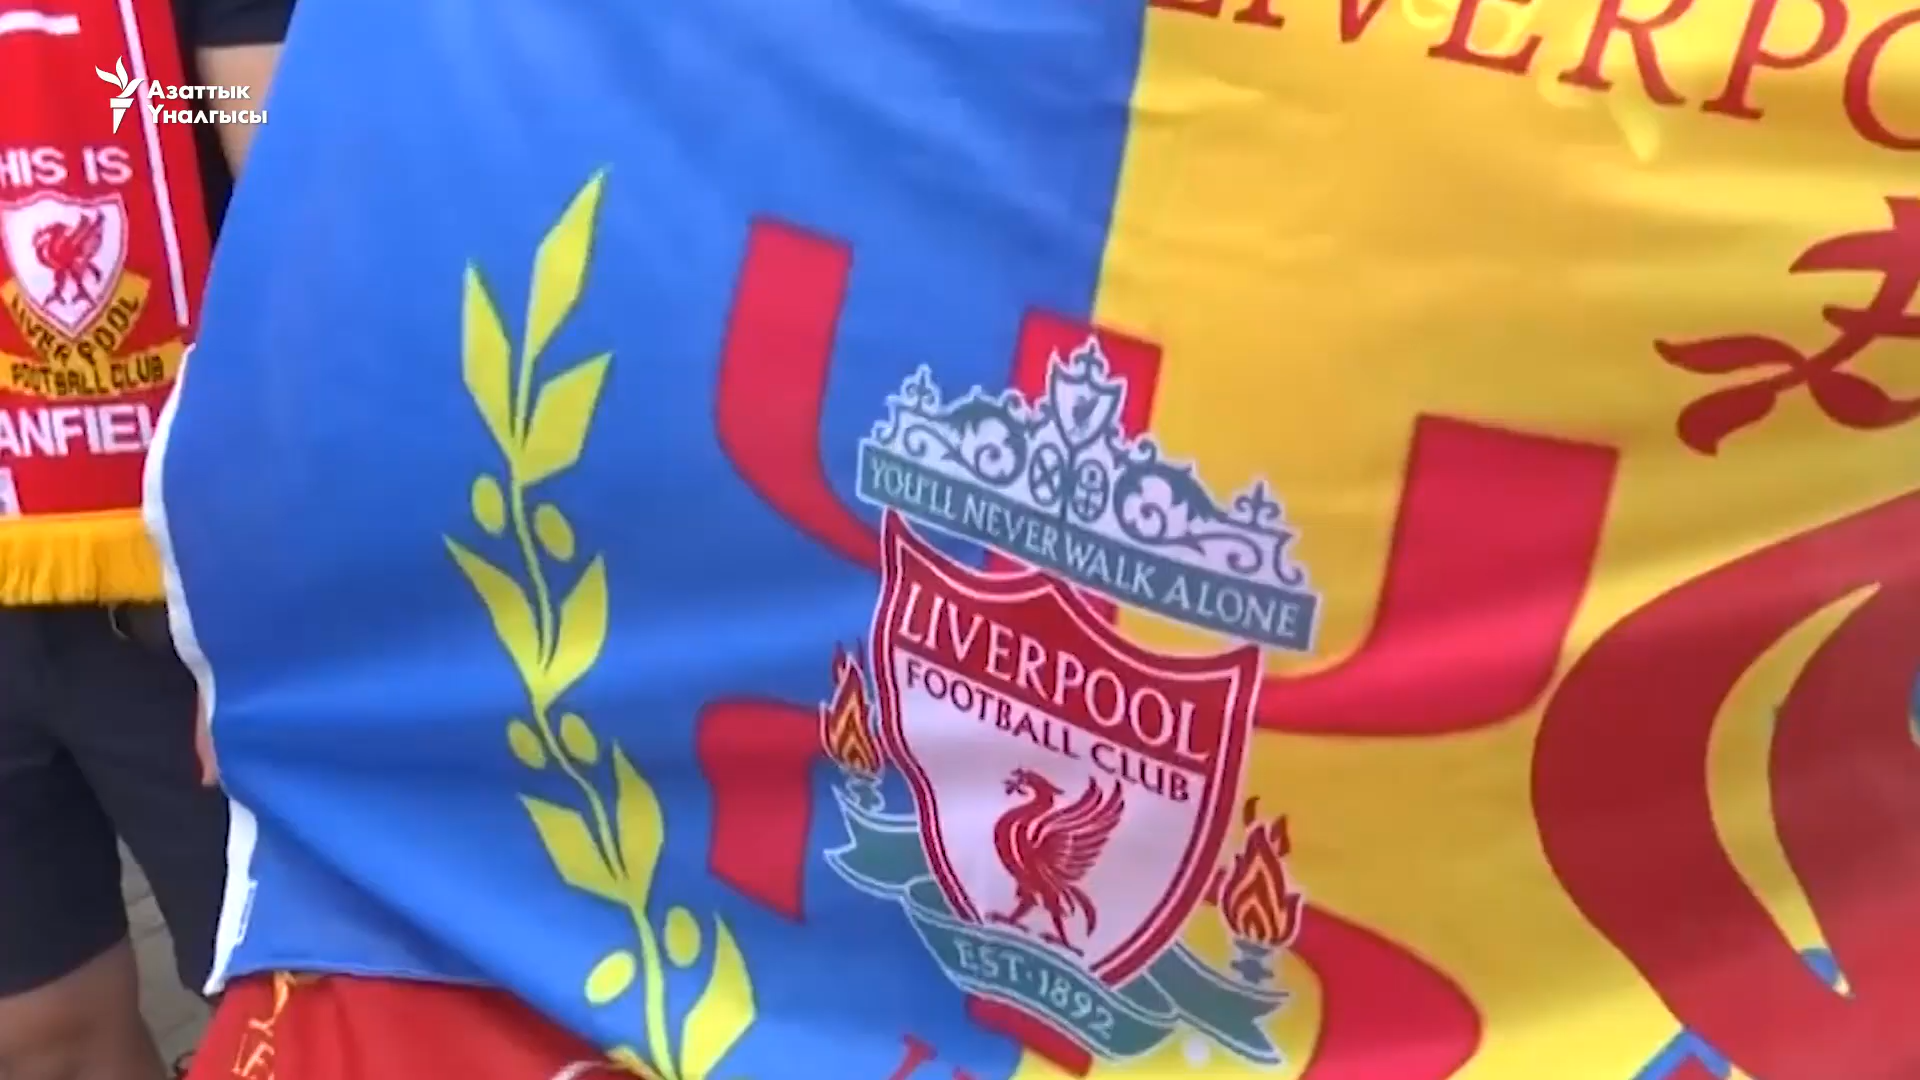 Азаттык
Үналгысы
HIS IS
LIVERPOOL
FOOTBALL CLUB
ANFIEL
LIVERPO
YOU'LL NEVER WALK ALONE
LIVERPOOL
FOOTBALL CLUB
EST·1892